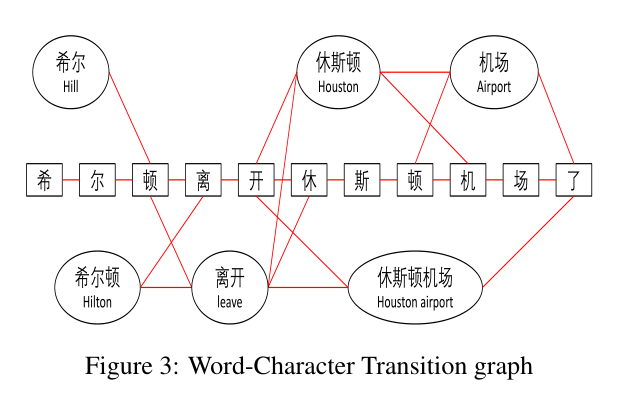 希尔
Hill
休斯顿
Houston
机场
Airport
希 尔 顿 离 开 休 斯 顿 机 场 了
希尔顿
Hilton
离开
leave
休斯顿机场
Houston airport
Figure 3: Word-Character Transition graph